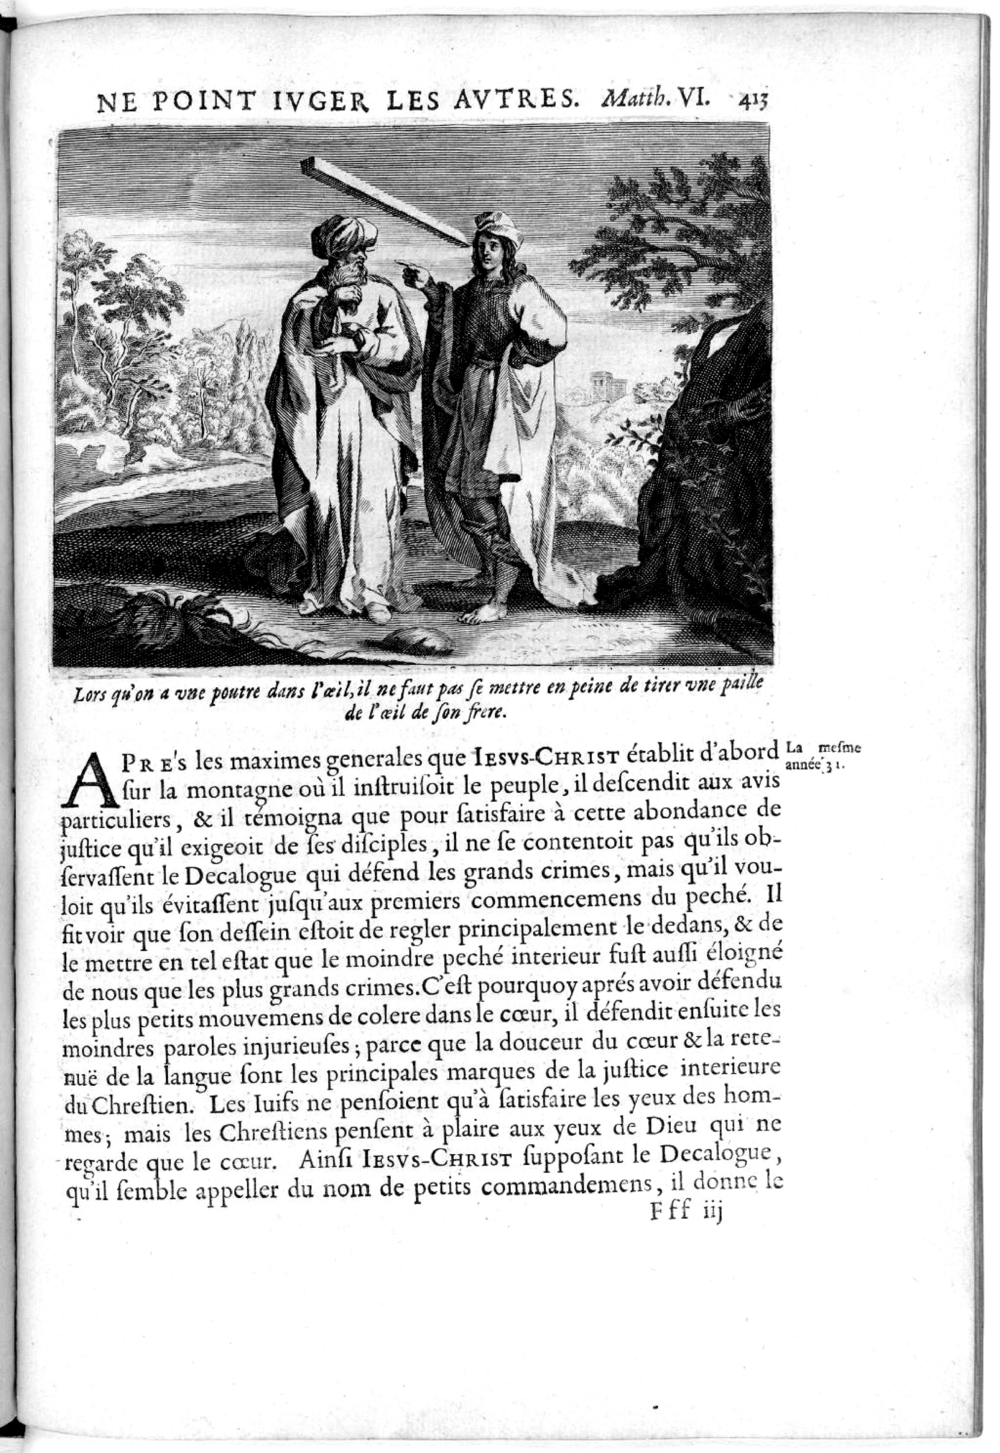 NE POINT IVGER LES AVTRES. Matth. VI. 413
Lors qu'on a vne poutre dans l'œil, il ne faut pas ſe mettre en peine de tirer vne paille
de l'œil de ſon frere.
APRE's les maximes generales que IESVS-CHRIST établit d'abord
ſur la montagne où il inſtruiſoit le peuple, il deſcendit aux avis
particuliers, & il témoigna que pour ſatisfaire à cette abondance de
juſtice qu'il exigeoit de ſes diſciples, il ne ſe contentoit pas qu'ils ob-
ſervaſſent le Decalogue qui défend les grands crimes, mais qu'il vou-
loit qu'ils évitaſſent juſqu'aux premiers commencemens du peché. Il
fit voir que ſon deſſein eſtoit de regler principalement le dedans, & de
le mettre en tel eſtat que le moindre peché interieur fuſt auſſi éloigné
de nous que les plus grands crimes. C'eſt pourquoy aprés avoir défendu
les plus petits mouvemens de colere dans le cœur, il défendit enſuite les
moindres paroles injurieuſes; parce que la douceur du cœur & la rete-
nuë de la langue ſont les principales marques de la juſtice interieure
du Chreſtien. Les Iuifs ne penſoient qu'à ſatisfaire les yeux des hom-
mes; mais les Chreſtiens penſent à plaire aux yeux de Dieu qui ne
regarde que le cœur. Ainſi IESVS-CHRIST ſuppoſant le Decalogue,
qu'il ſemble appeller du nom de petits commandemens, il donne le
La meſme
année 31.
Fff iij